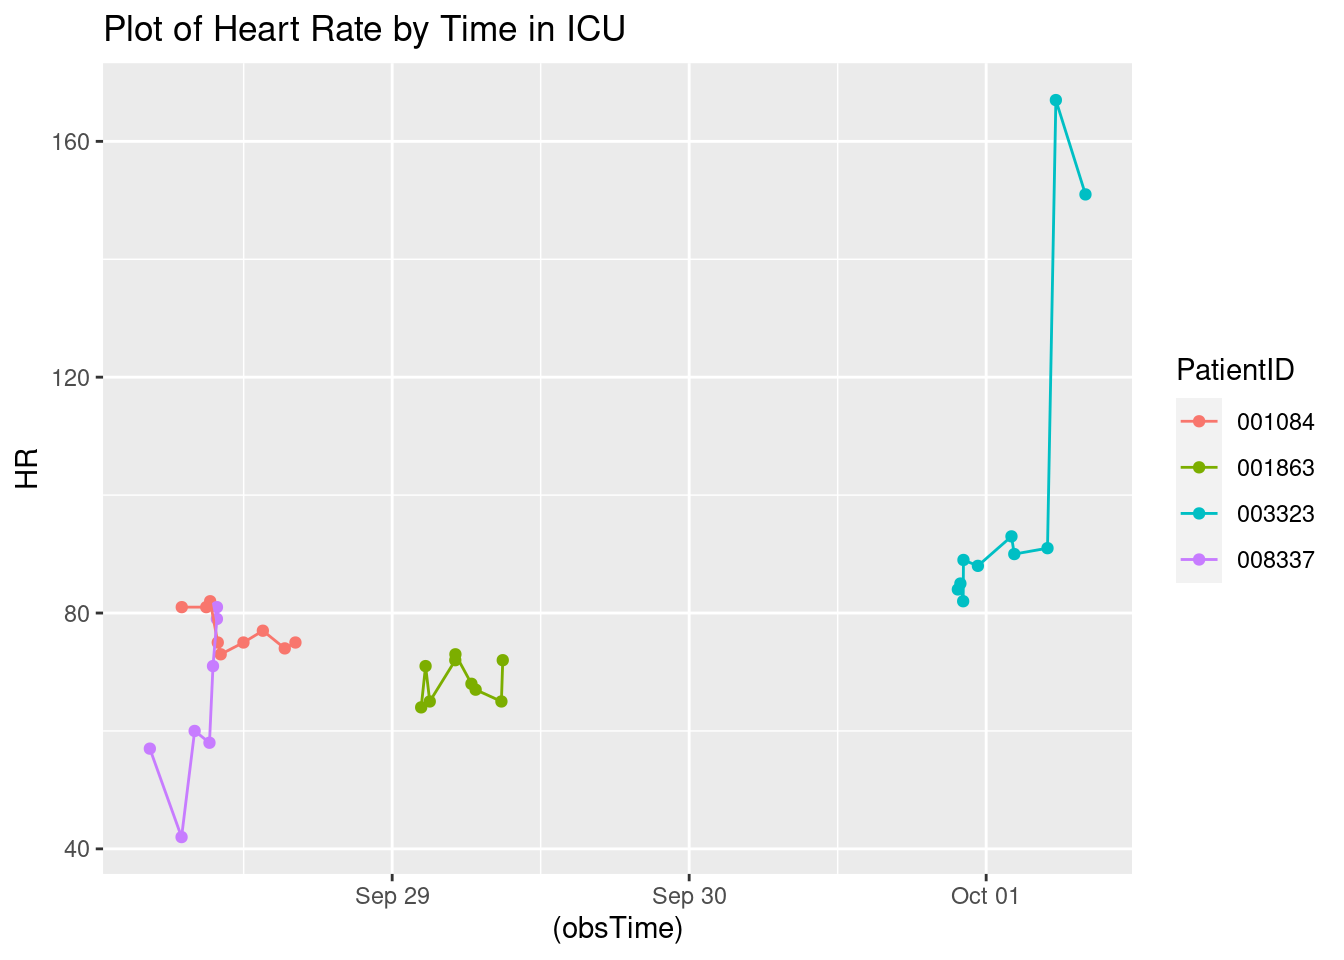 Plot of Heart Rate by Time in ICU
160
120
80
40
HR
Sep 29
Sep 30
Oct 01
(obsTime)
PatientID
001084
001863
003323
008337